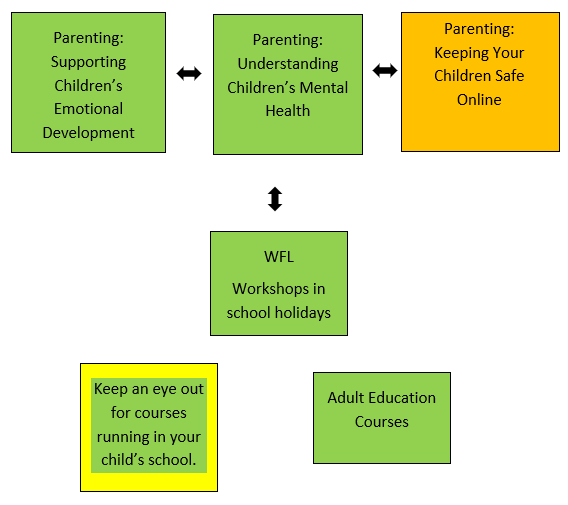 Parenting:
Supporting
Children’s
Emotional
Development
Parenting:
Understanding
Children’s Mental
Health
Parenting:
Keeping Your
Children Safe
Online
WFL
Workshops in
school holidays
Keep an eye out
for courses
running in your
child’s school.
Adult Education
Courses